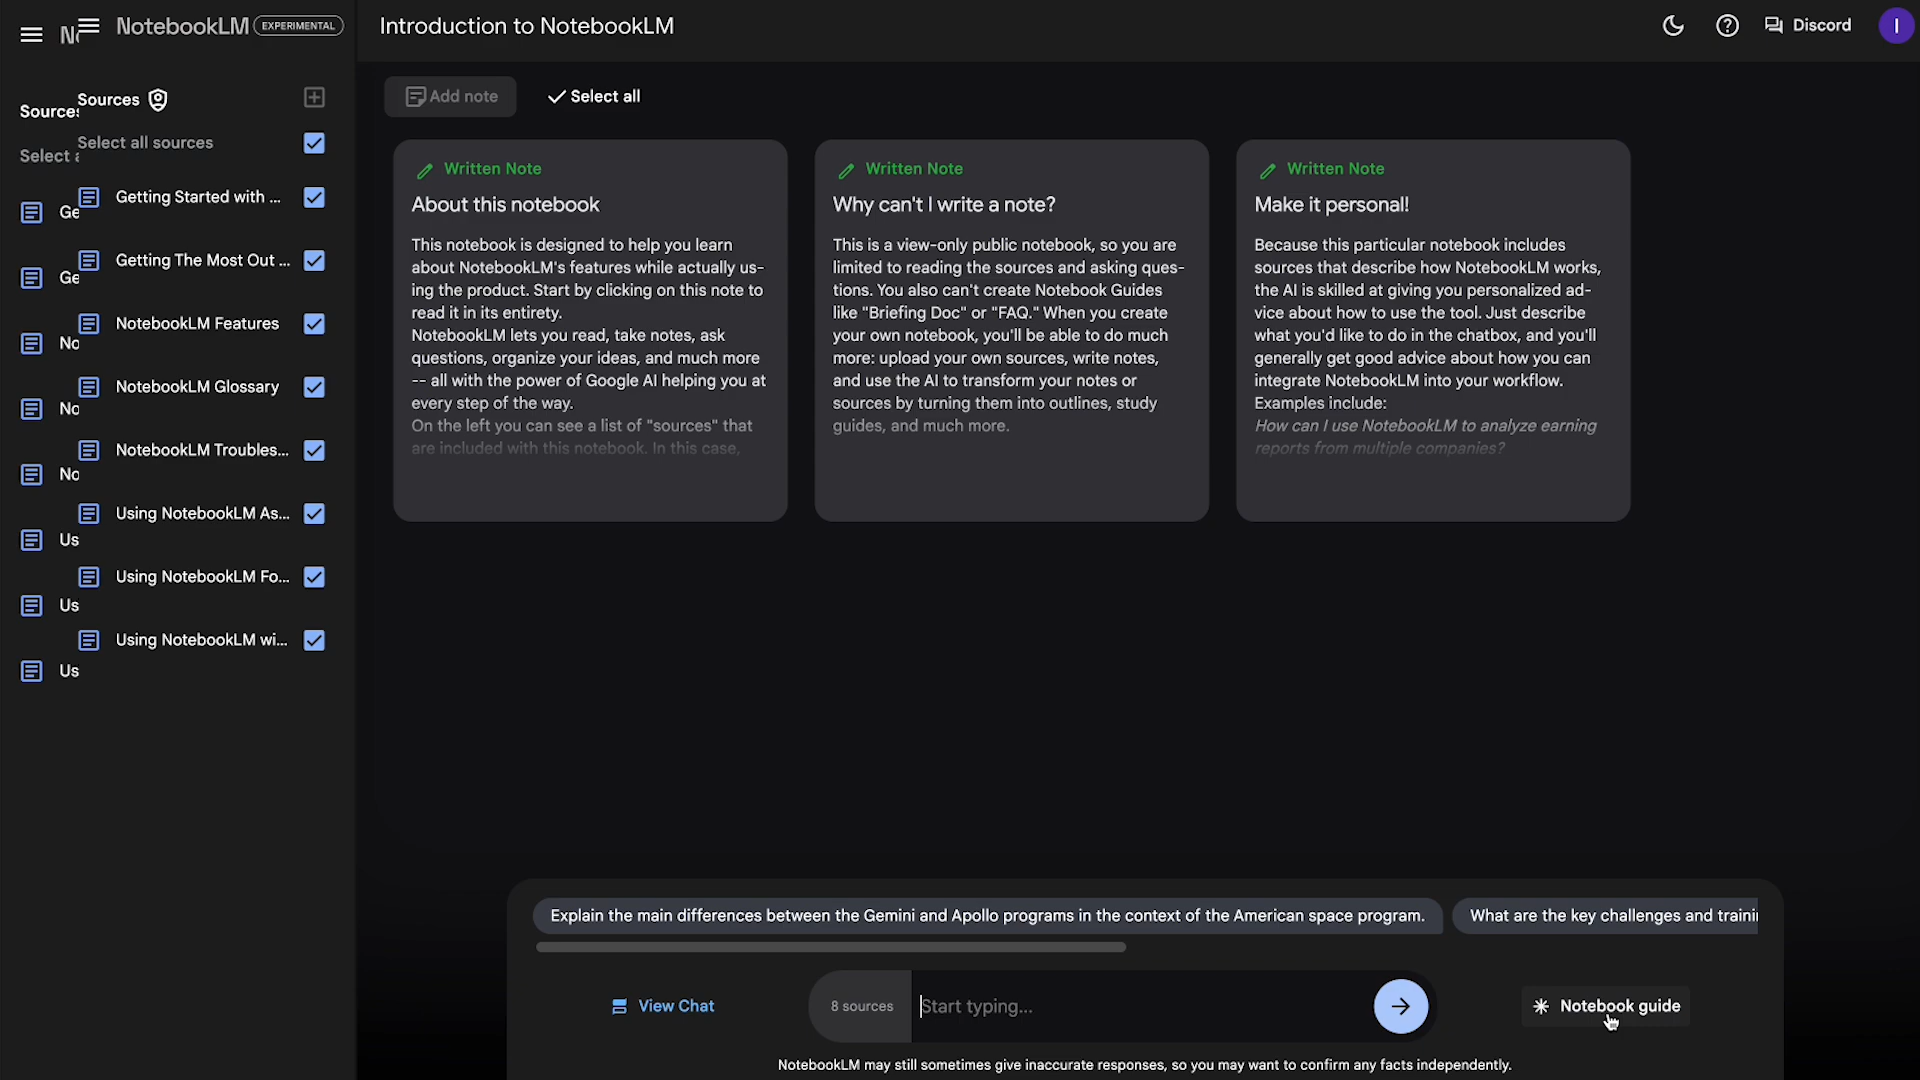 NotebookLM EXPERIMENTAL
Introduction to NotebookLM
Discord
I
Sources
Sources
Select all sources
Select a
Getting Started with ...
Ge
Getting The Most Out ...
Ge
NotebookLM Features
No
NotebookLM Glossary
No
NotebookLM Troubles...
No
Using NotebookLM As...
Us
Using NotebookLM Fo...
Us
Using NotebookLM wi...
Us
Add note
Select all
Written Note
About this notebook
This notebook is designed to help you learn
about NotebookLM's features while actually us-
ing the product. Start by clicking on this note to
read it in its entirety.
NotebookLM lets you read, take notes, ask
questions, organize your ideas, and much more
-- all with the power of Google AI helping you at
every step of the way.
On the left you can see a list of "sources" that
are included with this notebook. In this case,
Written Note
Why can't I write a note?
This is a view-only public notebook, so you are
limited to reading the sources and asking ques-
tions. You also can't create Notebook Guides
like "Briefing Doc" or "FAQ." When you create
your own notebook, you'll be able to do much
more: upload your own sources, write notes,
and use the AI to transform your notes or
sources by turning them into outlines, study
guides, and much more.
Written Note
Make it personal!
Because this particular notebook includes
sources that describe how NotebookLM works,
the AI is skilled at giving you personalized ad-
vice about how to use the tool. Just describe
what you'd like to do in the chatbox, and you'll
generally get good advice about how you can
integrate NotebookLM into your workflow.
Examples include:
How can I use NotebookLM to analyze earning
reports from multiple companies?
Explain the main differences between the Gemini and Apollo programs in the context of the American space program.
What are the key challenges and traini
View Chat
8 sources
Start typing...
Notebook guide
NotebookLM may still sometimes give inaccurate responses, so you may want to confirm any facts independently.